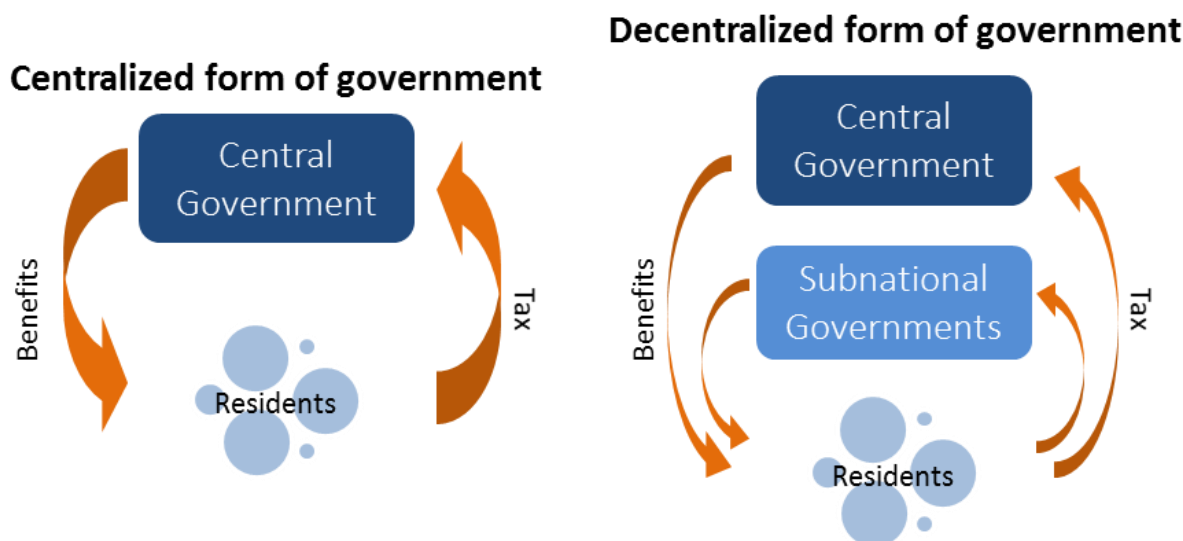 Centralized form of government
Central
Government
Benefits
Tax
Residents
Decentralized form of government
Central
Government
Subnational
Governments
Benefits
Tax
Residents